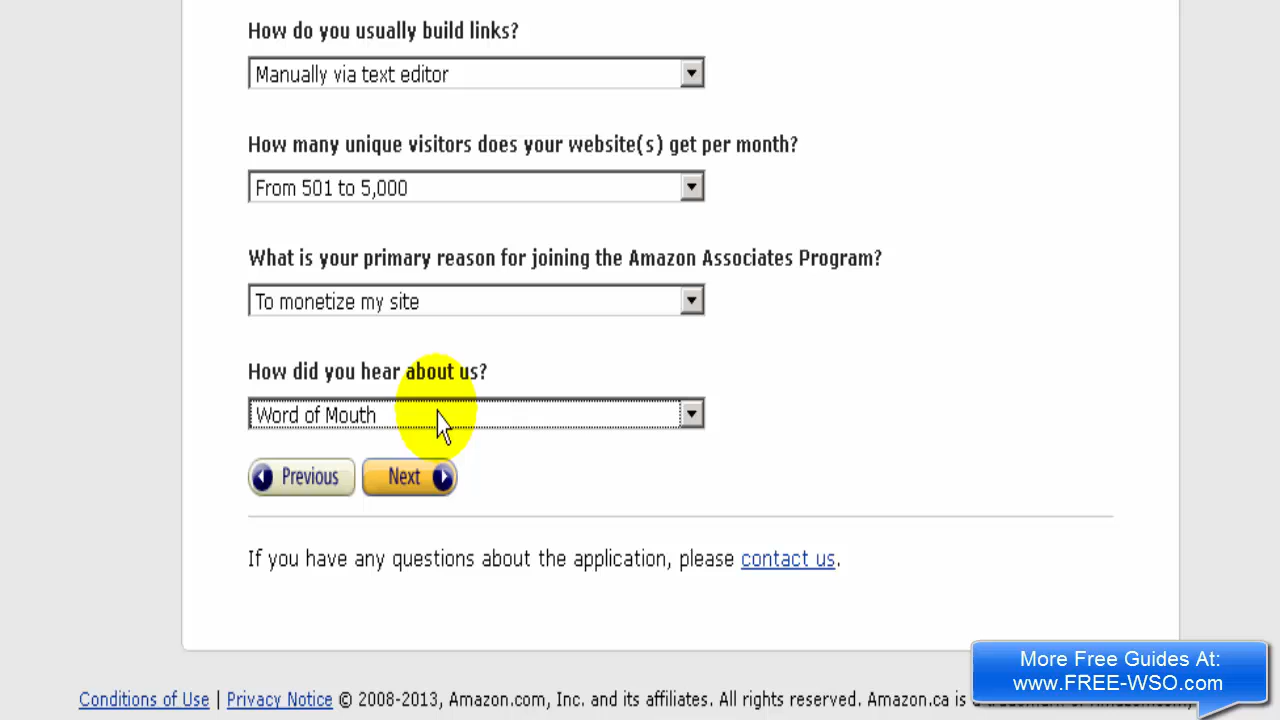 How do you usually build links?
Manually via text editor
How many unique visitors does your website(s) get per month?
From 501 to 5,000
What is your primary reason for joining the Amazon Associates Program?
To monetize my site
How did you hear about us?
Word of Mouth
Previous Next
If you have any questions about the application, please contact us.
More Free Guides At:
www.FREE-WSO.com
Conditions of Use | Privacy Notice © 2008-2013, Amazon.com, Inc. and its affiliates. All rights reserved. Amazon.ca is a trademark of Amazon.com,